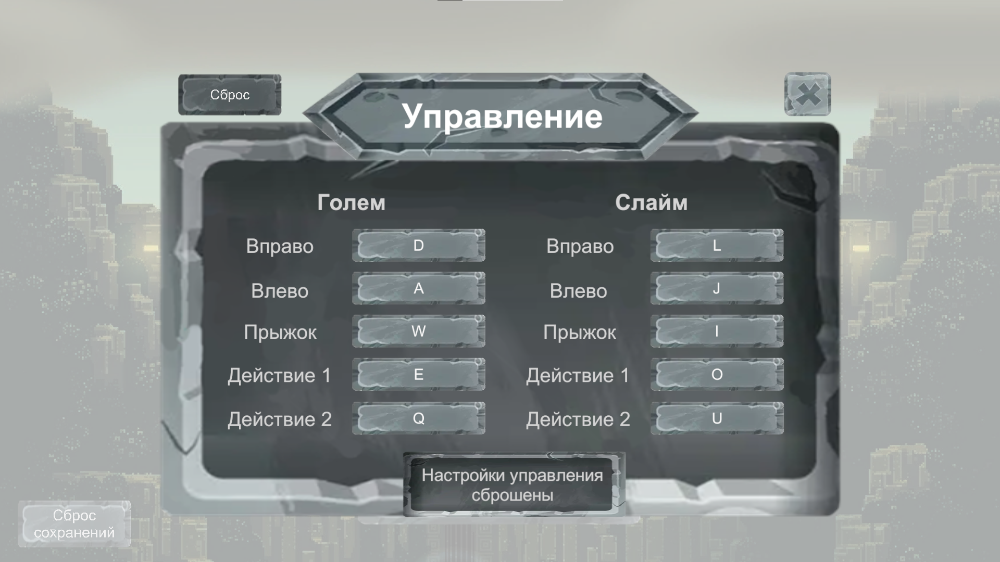 Сброс
Управление
Голем
Вправо D
Влево A
Прыжок W
Действие 1 E
Действие 2 Q
Слайм
Вправо L
Влево J
Прыжок I
Действие 1 O
Действие 2 U
Настройки управления
сброшены
Сброс
сохранений